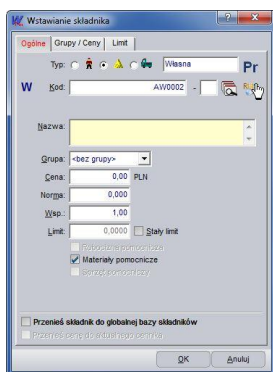 Wstawianie składnika
Ogólne Grupy / Ceny Limit
Typ: Własna Pr
W Kod: AW0002 -
Nazwa:
Grupa: <bez grupy>
Cena: 0,00 PLN
Norma: 0,000
Wsp.: 1,00
Limit: 0,0000 Stały limit
Robocizna pomocnicza
Materiały pomocnicze
Sprzęt pomocniczy
Przenieś składnik do globalnej bazy składników
Przenieś cenę do aktualnego cennika
OK Anuluj